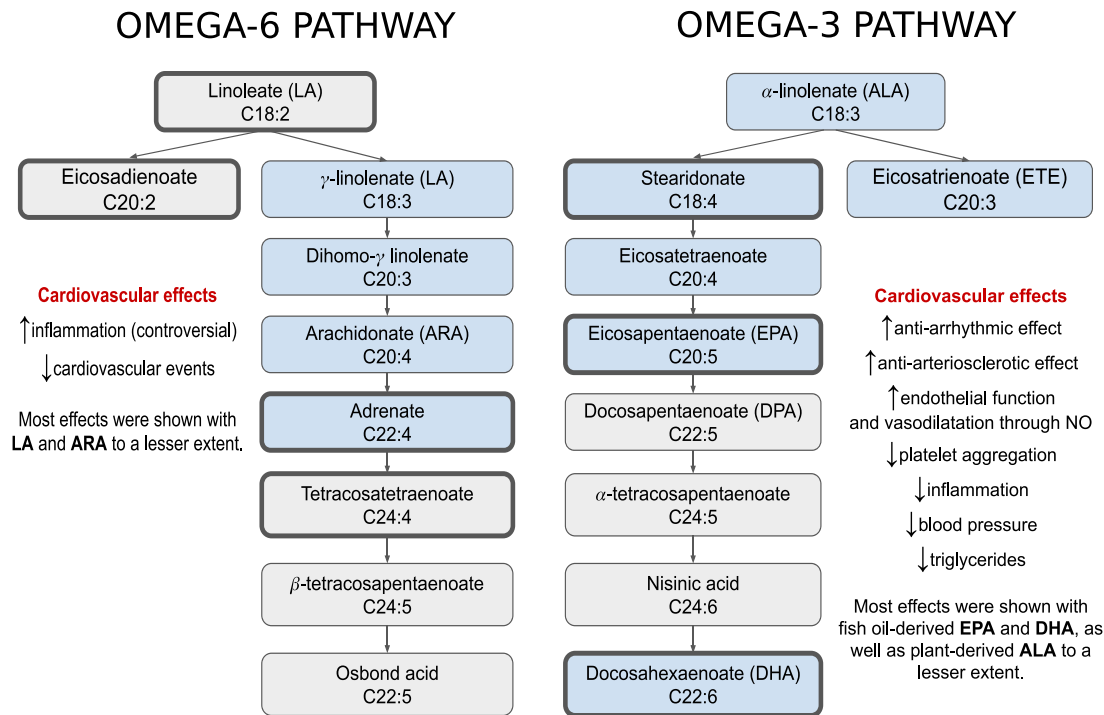 OMEGA-6 PATHWAY
Linoleate (LA)
C18:2
Eicosadienoate
C20:2
γ-linolenate (LA)
C18:3
Dihomo-γ linolenate
C20:3
Arachidonate (ARA)
C20:4
Adrenate
C22:4
Tetracosatetraenoate
C24:4
β-tetracosapentaenoate
C24:5
Osbond acid
C22:5
Cardiovascular effects
↑inflammation (controversial)
↓cardiovascular events
Most effects were shown with
LA and ARA to a lesser extent.
OMEGA-3 PATHWAY
α-linolenate (ALA)
C18:3
Stearidonate
C18:4
Eicosatrienoate (ETE)
C20:3
Eicosatetraenoate
C20:4
Eicosapentaenoate (EPA)
C20:5
Docosapentaenoate (DPA)
C22:5
α-tetracosapentaenoate
C24:5
Nisinic acid
C24:6
Docosahexaenoate (DHA)
C22:6
Cardiovascular effects
↑anti-arrhythmic effect
↑anti-arteriosclerotic effect
↑endothelial function
and vasodilatation through NO
↓platelet aggregation
↓inflammation
↓blood pressure
↓triglycerides
Most effects were shown with
fish oil-derived EPA and DHA, as
well as plant-derived ALA to a
lesser extent.